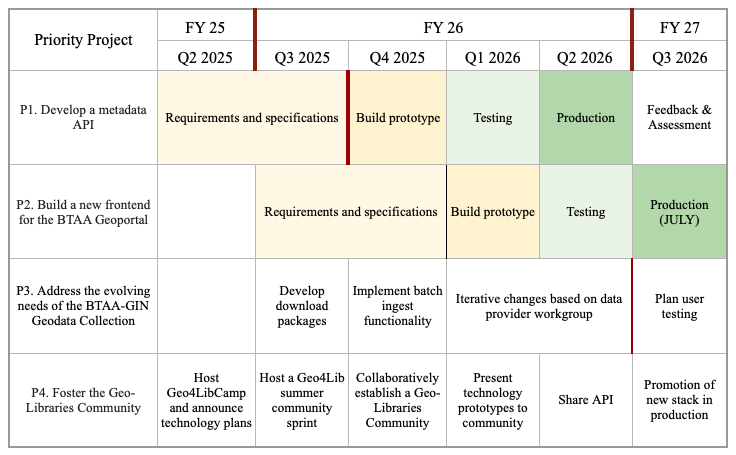 Priority Project
FY 25
FY 26
FY 27
Q2 2025
Q3 2025
Q4 2025
Q1 2026
Q2 2026
Q3 2026
P1. Develop a metadata
API
Requirements and specifications
Build prototype
Testing
Production
Feedback &
Assessment
P2. Build a new frontend
for the BTAA Geoportal
Requirements and specifications
Build prototype
Testing
Production
(JULY)
P3. Address the evolving
needs of the BTAA-GIN
Geodata Collection
Develop
download
packages
Implement batch
ingest
functionality
Iterative changes based on data
provider workgroup
Plan user
testing
P4. Foster the Geo-
Libraries Community
Host
Geo4LibCamp
and announce
technology plans
Host a Geo4Lib
summer
community
sprint
Collaboratively
establish a Geo-
Libraries
Community
Present
technology
prototypes to
community
Share API
Promotion of
new stack in
production